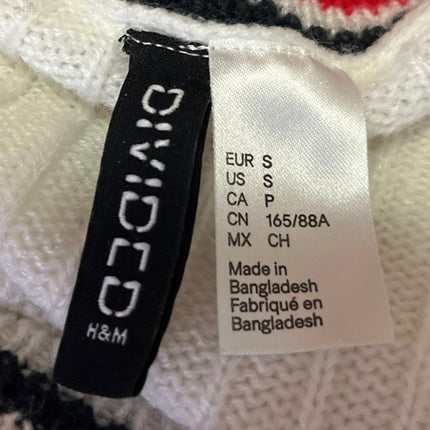 DIVIDED
H&M
EUR S
US S
CA P
CN 165/88A
MX CH
Made in
Bangladesh
Fabriqué en
Bangladesh